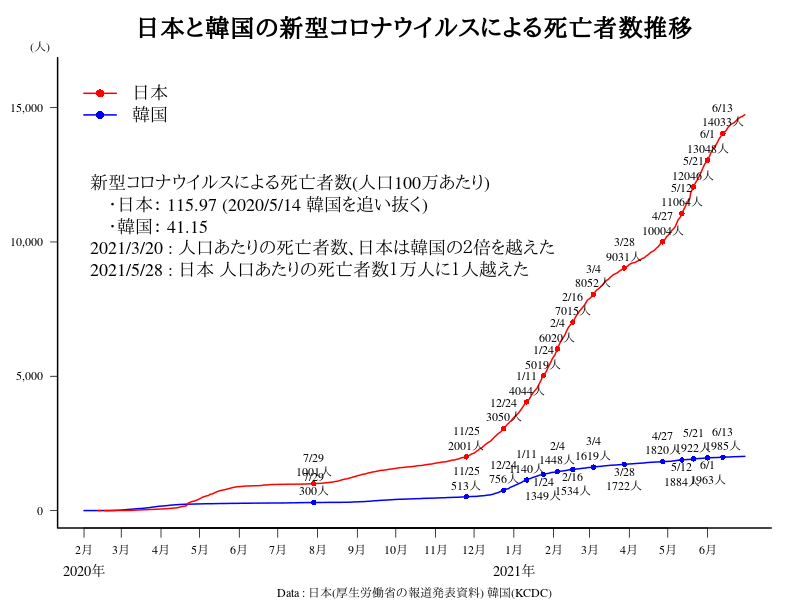 日本と韓国の新型コロナウイルスによる死亡者数推移
(人)
日本
韓国
新型コロナウイルスによる死亡者数(人口100万あたり)
・日本: 115.97 (2020/5/14 韓国を追い抜く)
・韓国: 41.15
2021/3/20 : 人口あたりの死亡者数、日本は韓国の2倍を越えた
2021/5/28 : 日本 人口あたりの死亡者数1万人に1人越えた
15,000
10,000
5,000
0
6/13
14033人
6/1
13048人
5/21
12046人
5/12
11064人
4/27
10004人
3/28
9031人
3/4
8052人
2/16
7015人
2/4
6020人
1/24
5019人
1/11
4044人
12/24
3050人
11/25
2001人
7/29
1001人
7/29
300人
11/25
513人
12/24
756人
1/11
1140人
1/24
1349人
2/4
1448人
2/16
1534人
3/4
1619人
3/28
1722人
4/27
1820人
5/12
1884人
5/21
1922人
6/1
1963人
6/13
1985人
2月 3月 4月 5月 6月 7月 8月 9月 10月 11月 12月 1月 2月 3月 4月 5月 6月
2020年 2021年
Data : 日本(厚生労働省の報道発表資料) 韓国(KCDC)